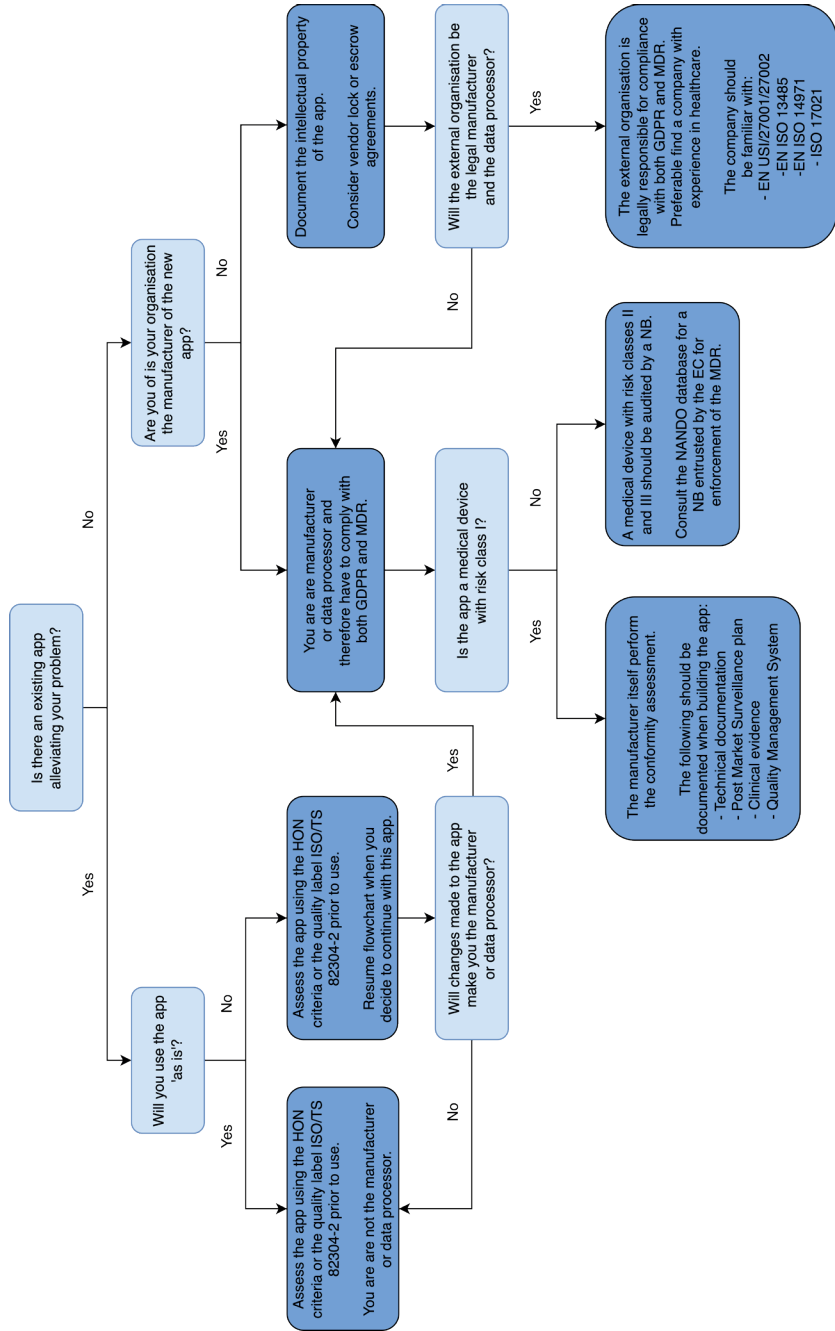 Is there an existing app
alleviating your problem?
Yes
No
Will you use the app
'as is'?
Are you of is your organisation
the manufacturer of the new
app?
Yes
No
Yes
No
Assess the app using the HON
criteria or the quality label ISO/TS
82304-2 prior to use.
You are are not the manufacturer
or data processor.
Assess the app using the HON
criteria or the quality label ISO/TS
82304-2 prior to use.
Resume flowchart when you
decide to continue with this app.
You are are manufacturer
or data processor and
therefore have to comply with
both GDPR and MDR.
Document the intellectual property
of the app.
Consider vendor lock or escrow
agreements.
No
Will changes made to the app
make you the manufacturer
or data processor?
Yes
Is the app a medical device
with risk class I?
No
Will the external organisation be
the legal manufacturer
and the data processor?
Yes
No
Yes
The manufacturer itself perform
the conformity assessment.
The following should be
documented when building the app:
- Technical documentation
- Post Market Surveillance plan
- Clinical evidence
- Quality Management System
A medical device with risk classes II
and III should be audited by a NB.
Consult the NANDO database for a
NB entrusted by the EC for
enforcement of the MDR.
The external organisation is
legally responsible for compliance
with both GDPR and MDR.
Preferable find a company with
experience in healthcare.
The company should
be familiar with:
- EN USI/27001/27002
-EN ISO 13485
-EN ISO 14971
- ISO 17021